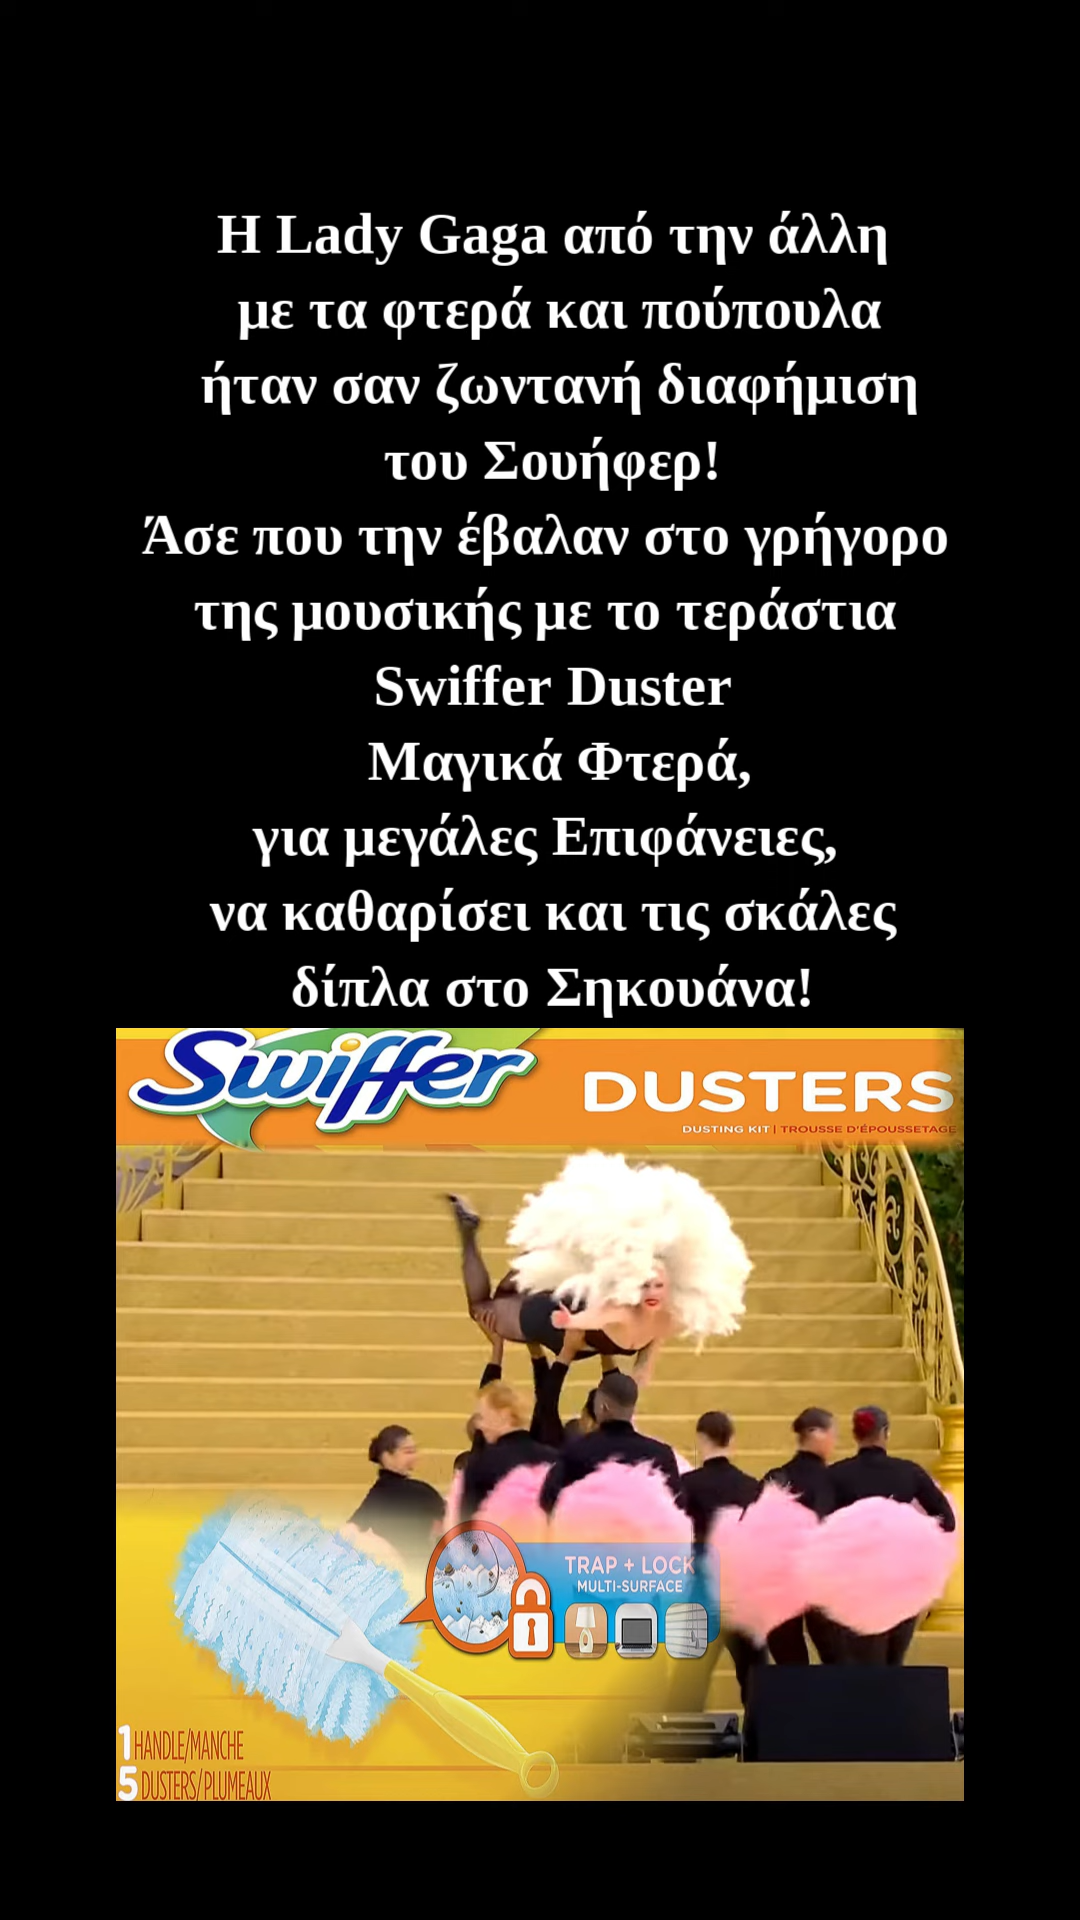 Η Lady Gaga από την άλλη
με τα φτερά και πούπουλα
ήταν σαν ζωντανή διαφήμιση
του Σουήφερ!
Άσε που την έβαλαν στο γρήγορο
της μουσικής με το τεράστια
Swiffer Duster
Μαγικά Φτερά,
για μεγάλες Επιφάνειες,
να καθαρίσει και τις σκάλες
δίπλα στο Σηκουάνα!
Swiffer
DUSTERS
DUSTING KIT | TROUSSE D'ÉPOUSSETAGE
TRAP + LOCK
MULTI-SURFACE
1 HANDLE/MANCHE
5 DUSTERS/PLUMEAUX